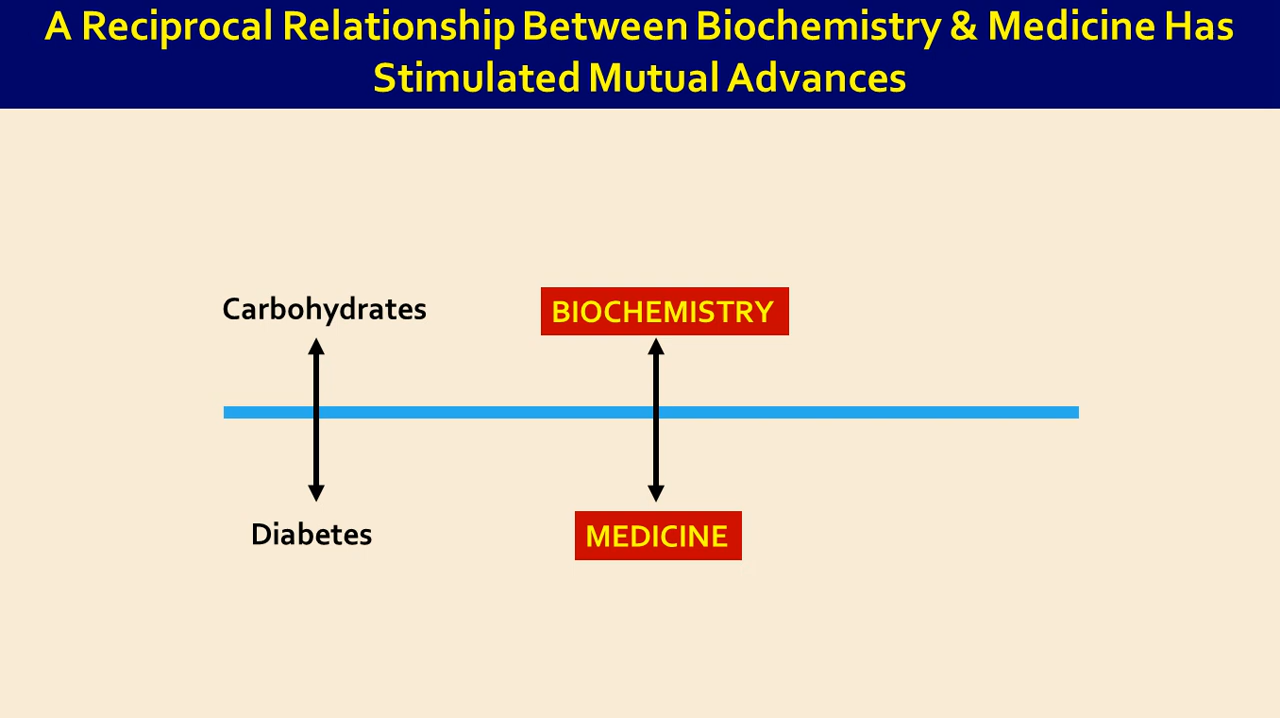 A Reciprocal Relationship Between Biochemistry & Medicine Has
Stimulated Mutual Advances
Carbohydrates
BIOCHEMISTRY
Diabetes
MEDICINE